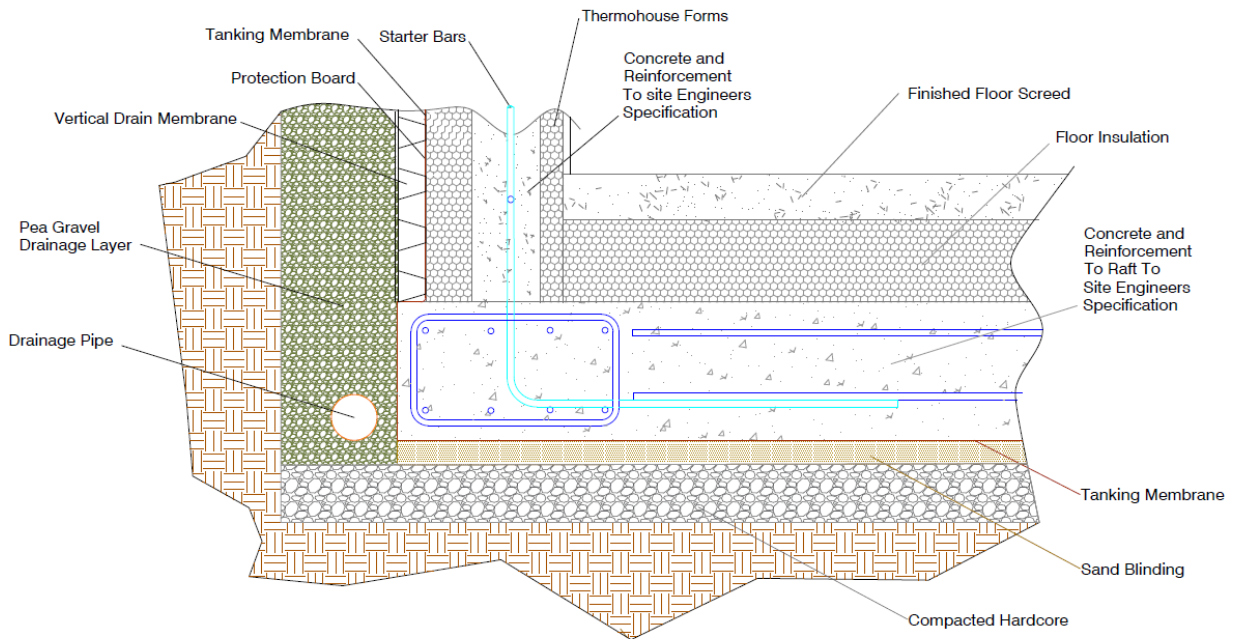 Thermohouse Forms
Tanking Membrane
Starter Bars
Concrete and
Reinforcement
To site Engineers
Specification
Protection Board
Finished Floor Screed
Vertical Drain Membrane
Floor Insulation
Pea Gravel
Drainage Layer
Concrete and
Reinforcement
To Raft To
Site Engineers
Specification
Drainage Pipe
Tanking Membrane
Sand Blinding
Compacted Hardcore